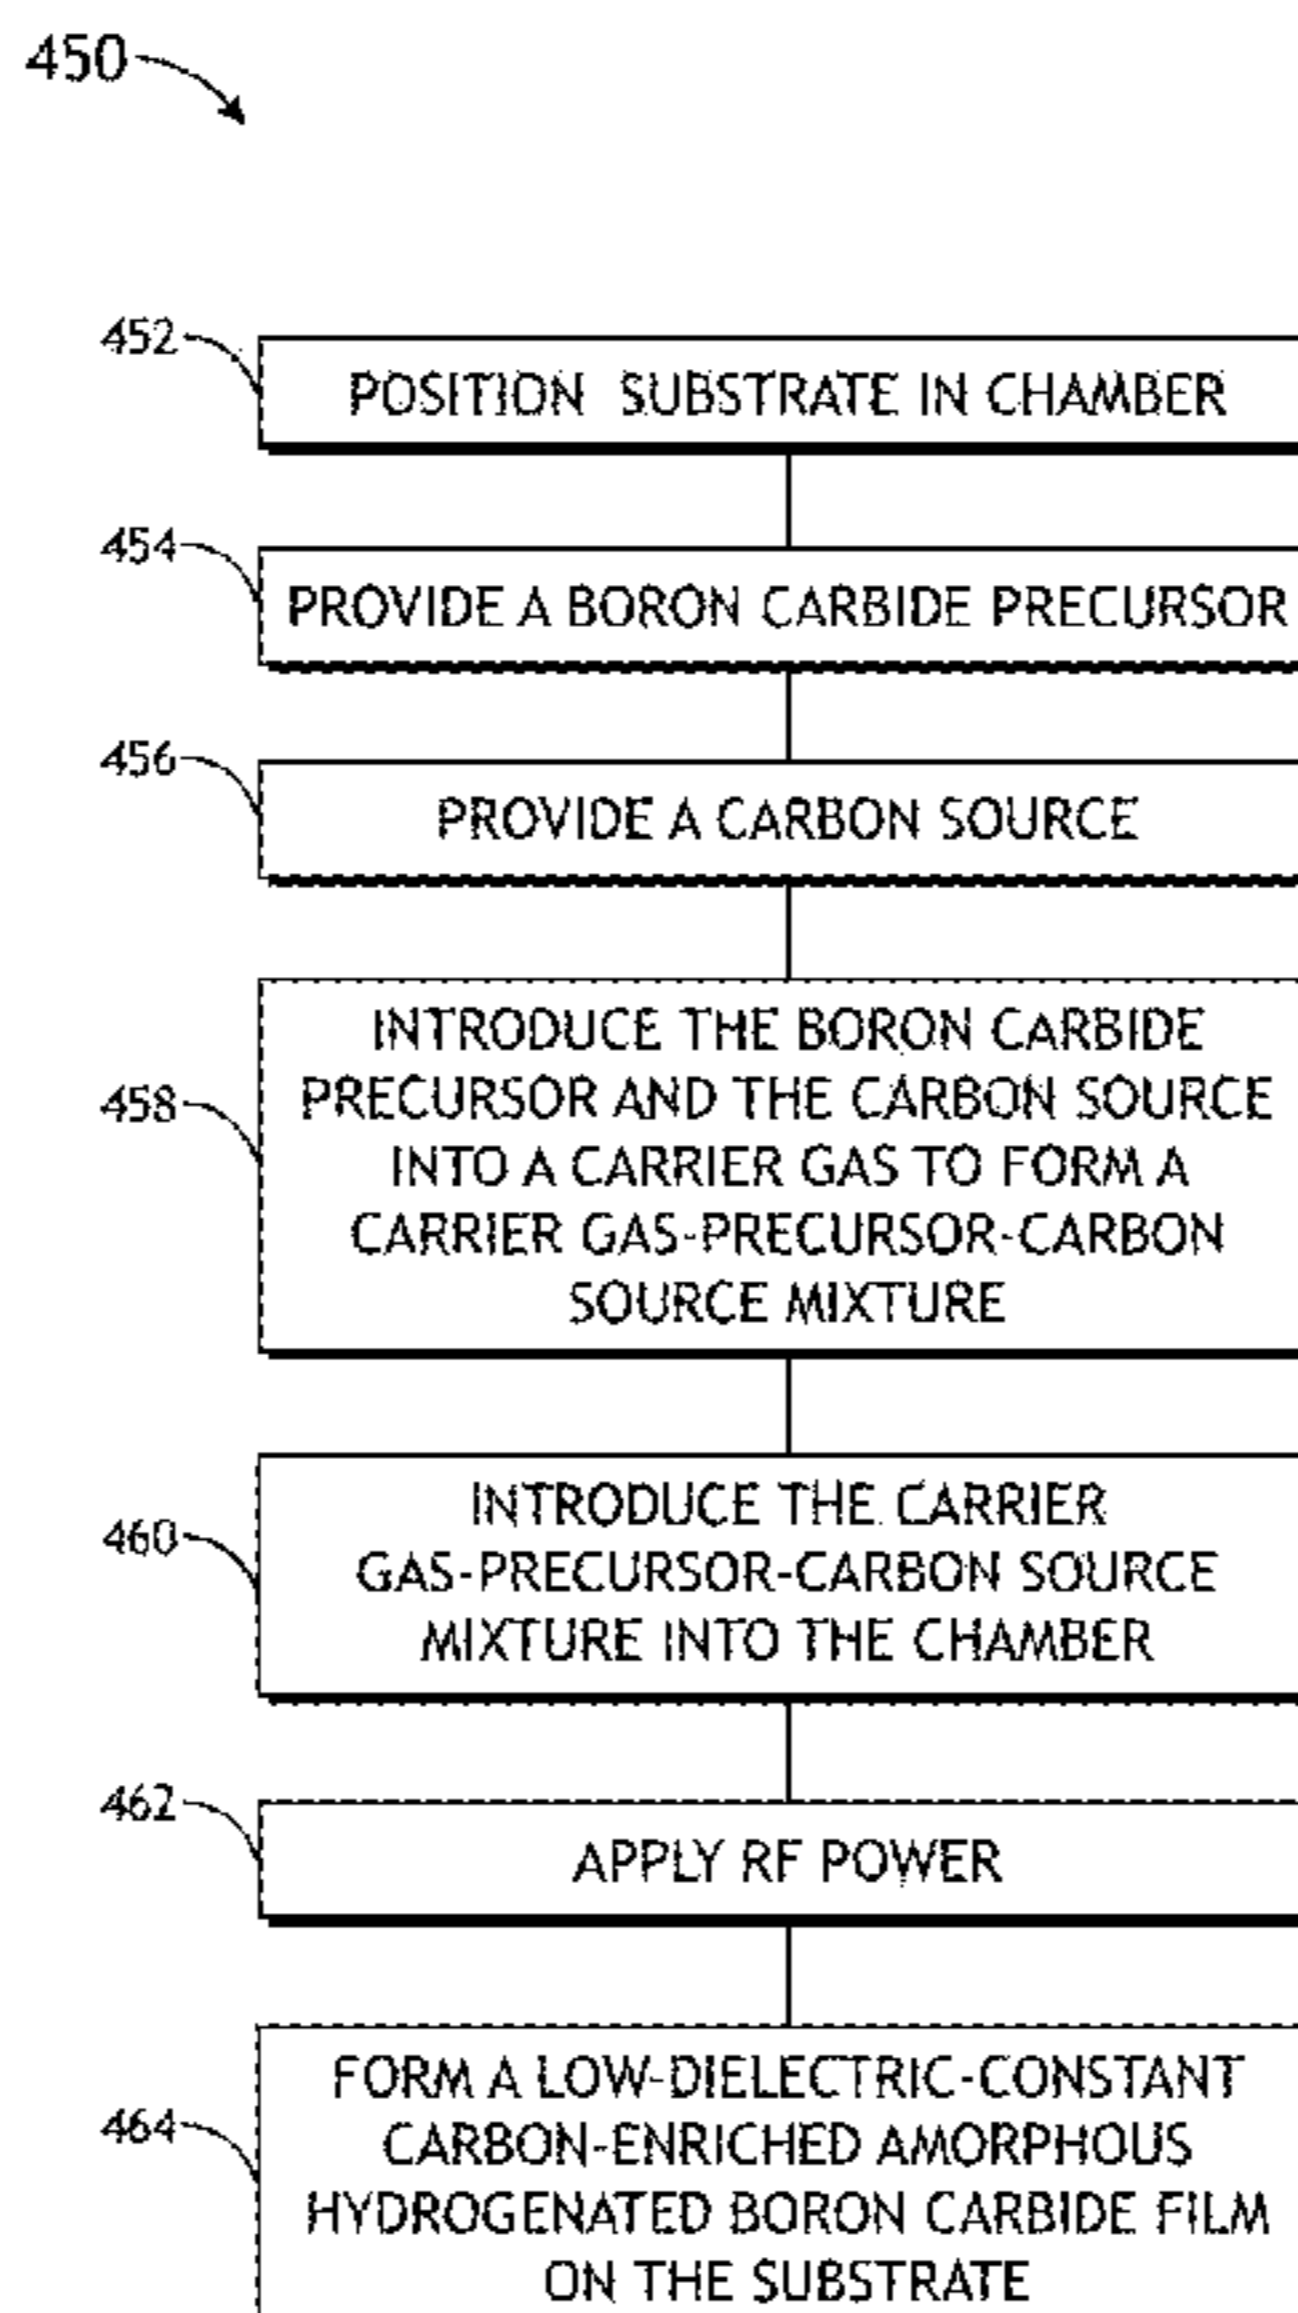 450
452
POSITION SUBSTRATE IN CHAMBER
454
PROVIDE A BORON CARBIDE PRECURSOR
456
PROVIDE A CARBON SOURCE
458
INTRODUCE THE BORON CARBIDE
PRECURSOR AND THE CARBON SOURCE
INTO A CARRIER GAS TO FORM A
CARRIER GAS-PRECURSOR-CARBON
SOURCE MIXTURE
460
INTRODUCE THE CARRIER
GAS-PRECURSOR-CARBON SOURCE
MIXTURE INTO THE CHAMBER
462
APPLY RF POWER
464
FORM A LOW-DIELECTRIC-CONSTANT
CARBON-ENRICHED AMORPHOUS
HYDROGENATED BORON CARBIDE FILM
ON THE SUBSTRATE